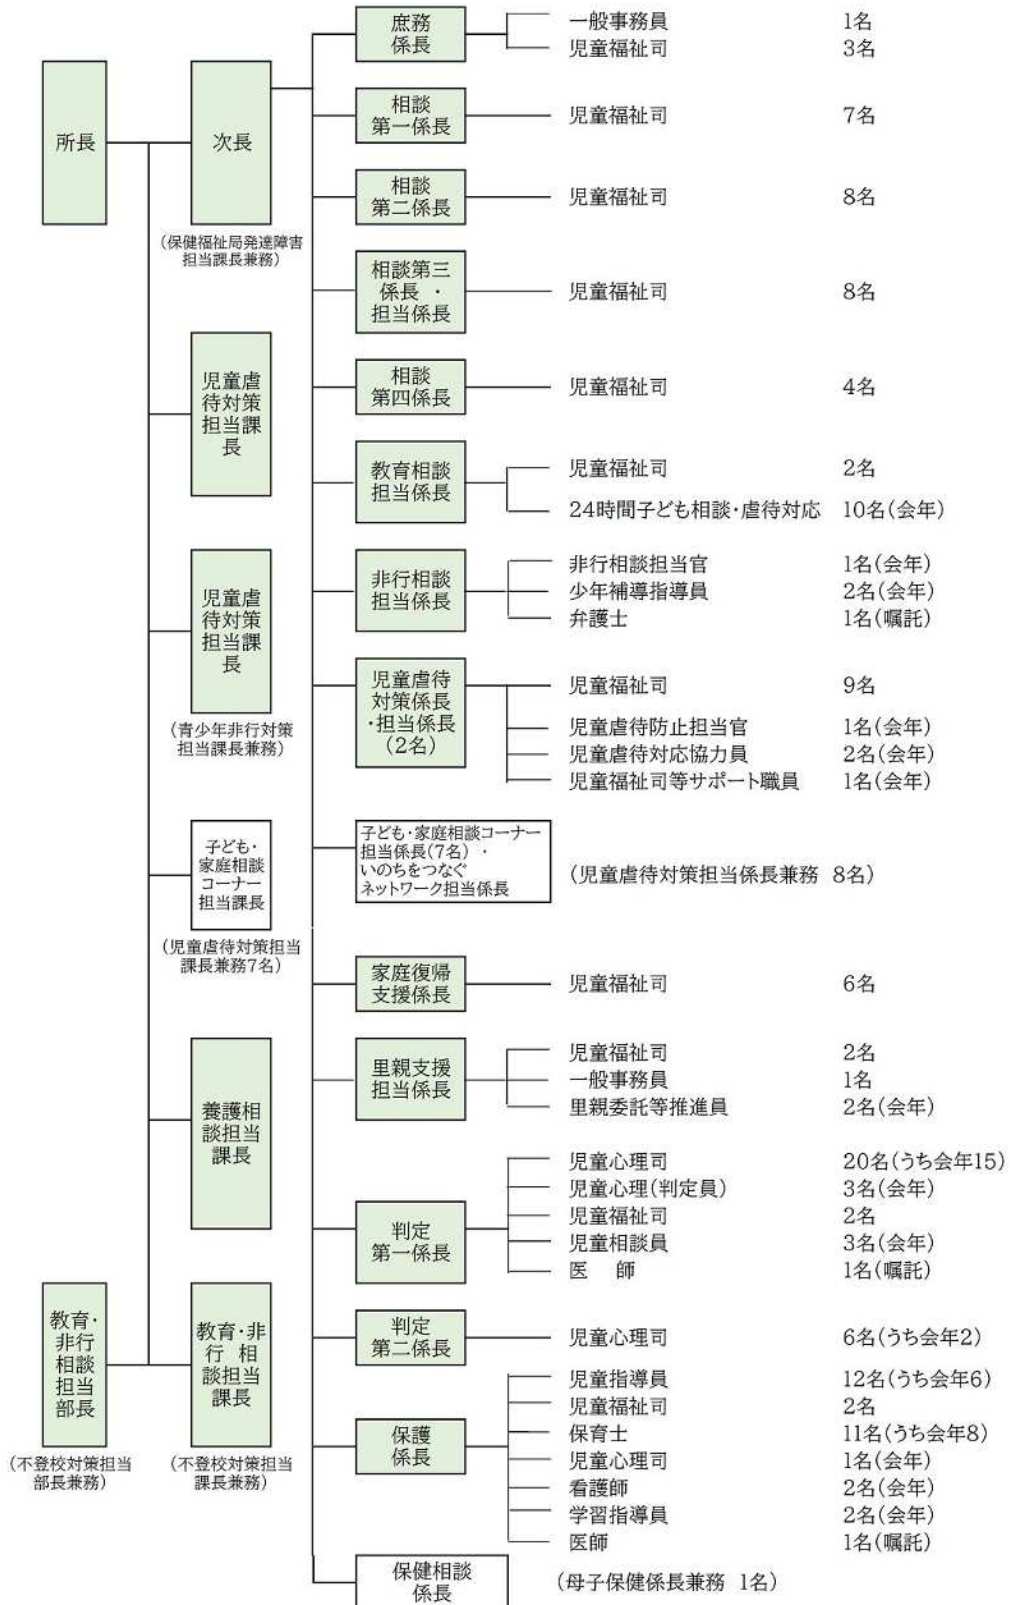 所長
次長
（保健福祉局発達障害
担当課長兼務）
児童虐
待対策
担当課
長
児童虐
待対策
担当課
長
（青少年非行対策
担当課長兼務）
子ども・
家庭相談
コーナー
担当課長
（児童虐待対策担当
課長兼務7名）
養護相
談担当
課長
教育・
非行
相談
担当
部長
（不登校対策担当
部長兼務）
教育・非
行 相
談担当
課長
（不登校対策担当
課長兼務）
庶務
係長
一般事務員 1名
児童福祉司 3名
相談
第一係長
児童福祉司 7名
相談
第二係長
児童福祉司 8名
相談第三
係長 ・
担当係長
児童福祉司 8名
相談
第四係長
児童福祉司 4名
教育相談
担当係長
児童福祉司 2名
24時間子ども相談・虐待対応 10名（会年）
非行相談
担当係長
非行相談担当官 1名（会年）
少年補導指導員 2名（会年）
弁護士 1名（嘱託）
児童虐待
対策係長
・担当係長
（2名）
児童福祉司 9名
児童虐待防止担当官 1名（会年）
児童虐待対応協力員 2名（会年）
児童福祉司等サポート職員 1名（会年）
子ども・家庭相談コーナー
担当係長（7名） ・
いのちをつなぐ
ネットワーク担当係長
（児童虐待対策担当係長兼務 8名）
家庭復帰
支援係長
児童福祉司 6名
里親支援
担当係長
児童福祉司 2名
一般事務員 1名
里親委託等推進員 2名（会年）
判定
第一係長
児童心理司 20名（うち会年15）
児童心理（判定員） 3名（会年）
児童福祉司 2名
児童相談員 3名（会年）
医 師 1名（嘱託）
判定
第二係長
児童心理司 6名（うち会年2）
保護
係長
児童指導員 12名（うち会年6）
児童福祉司 2名
保育士 11名（うち会年8）
児童心理司 1名（会年）
看護師 2名（会年）
学習指導員 2名（会年）
医師 1名（嘱託）
保健相談
係長
（母子保健係長兼務 1名）